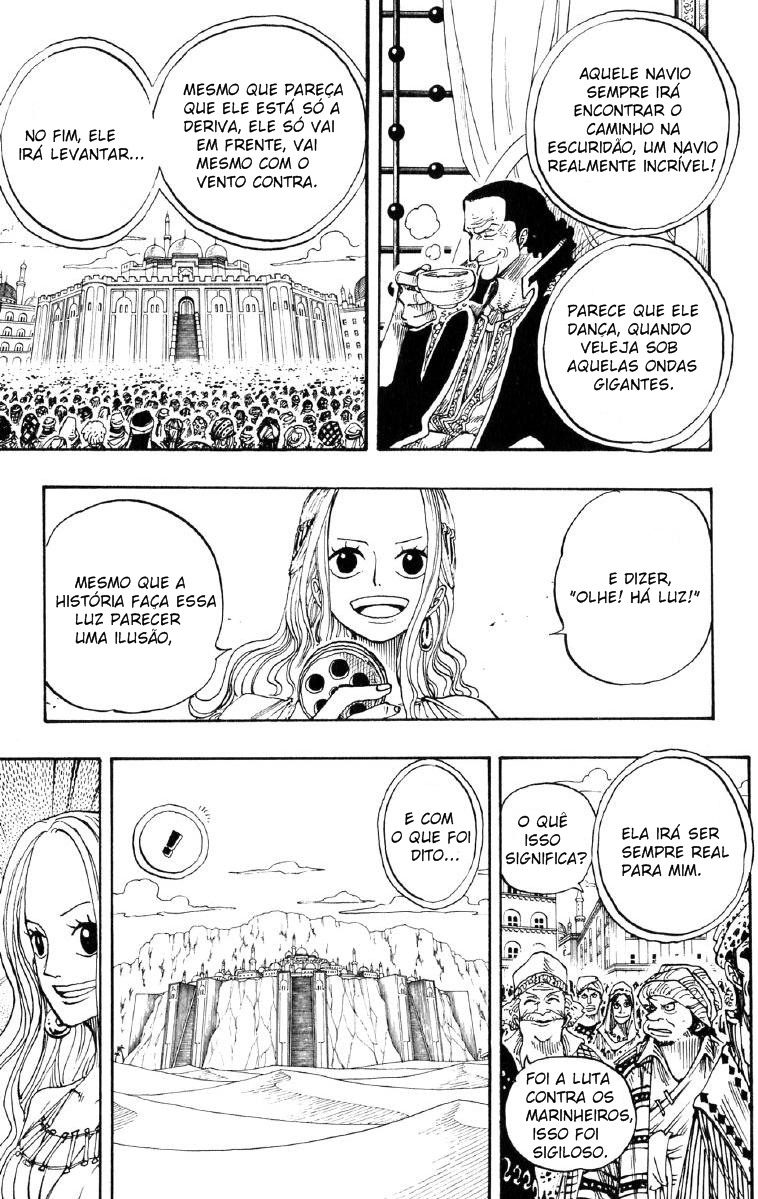 AQUELE NAVIO
SEMPRE IRÁ
ENCONTRAR O
CAMINHO NA
ESCURIDÃO, UM NAVIO
REALMENTE INCRÍVEL!
PARECE QUE ELE
DANÇA, QUANDO
VELEJA SOB
AQUELAS ONDAS
GIGANTES.
MESMO QUE PAREÇA
QUE ELE ESTÁ SÓ A
DERIVA, ELE SÓ VAI
EM FRENTE, VAI
MESMO COM O
VENTO CONTRA.
NO FIM, ELE
IRÁ LEVANTAR...
E DIZER,
"OLHE! HÁ LUZ!"
MESMO QUE A
HISTÓRIA FAÇA ESSA
LUZ PARECER
UMA ILUSÃO,
ELA IRÁ SER
SEMPRE REAL
PARA MIM.
O QUÊ
ISSO
SIGNIFICA?
FOI A LUTA
CONTRA OS
MARINHEIROS,
ISSO FOI
SIGILOSO.
E COM
O QUE FOI
DITO...
!